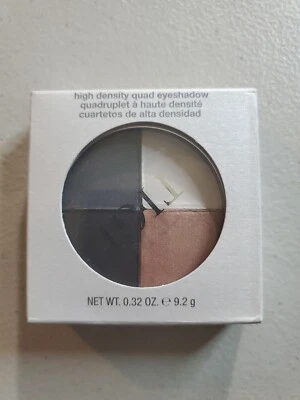 high density quad eyeshadow
quadruplet à haute densité
cuartetos de alta densidad
NET WT. 0.32 OZ. ℮ 9.2 g